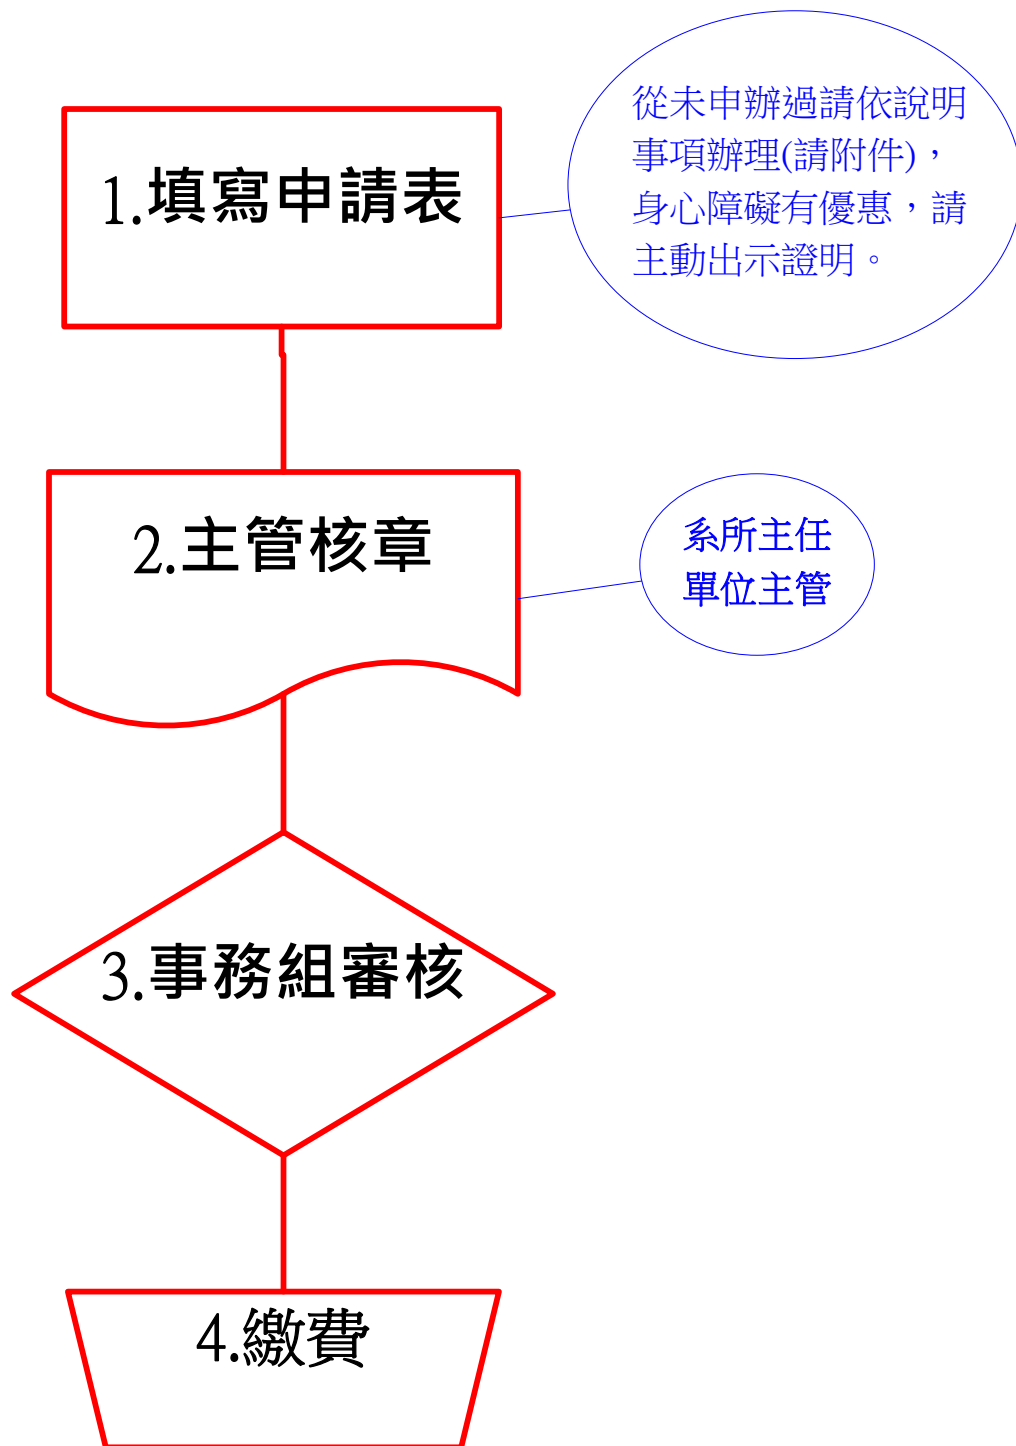 1.填寫申請表
從未申辦過請依說明
事項辦理(請附件)，
身心障礙有優惠，請
主動出示證明。
2.主管核章
系所主任
單位主管
3.事務組審核
4.繳費